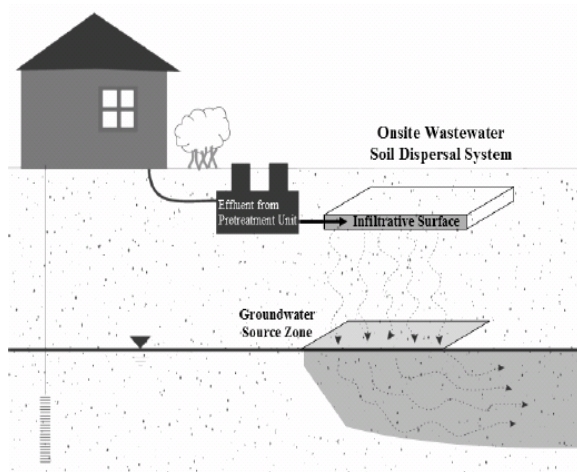 Onsite Wastewater
Soil Dispersal System
Effluent from
Pretreatment Unit
Infiltrative Surface
Groundwater
Source Zone